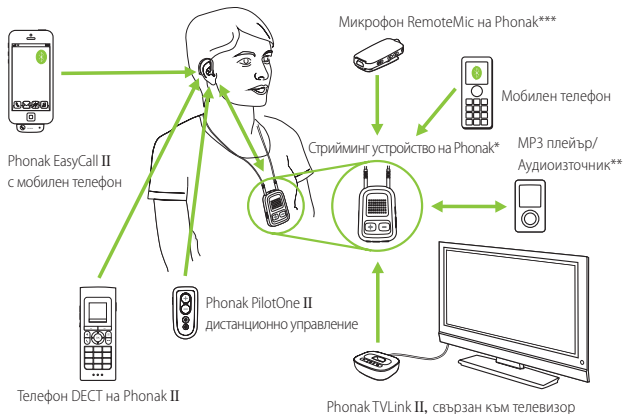 Микрофон RemoteMic на Phonak***
Мобилен телефон
Стрийминг устройство на Phonak*
MP3 плейър/
Аудиоизточник**
Phonak EasyCall II
с мобилен телефон
Phonak PilotOne II
дистанционно управление
Телефон DECT на Phonak II
Phonak TVLink II, свързан към телевизор